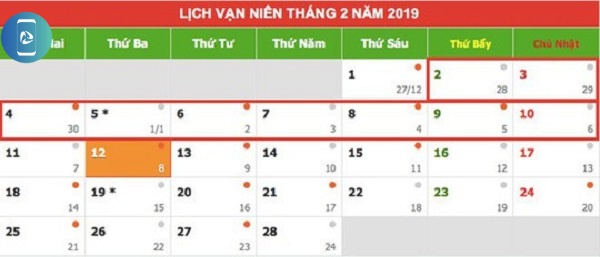 LỊCH VẠN NIÊN THÁNG 2 NĂM 2019
Thứ Ba Thứ Tư Thứ Năm Thứ Sáu Thứ Bẩy Chủ Nhật
1 2 3
27/12 28 29
4 5 * 6 7 8 9 10
30 1/1 2 3 4 5 6
11 12 13 14 15 16 17
7 8 9 10 11 12 13
18 19 * 20 21 22 23 24
14 15 16 17 18 19 20
25 26 27 28
21 22 23 24